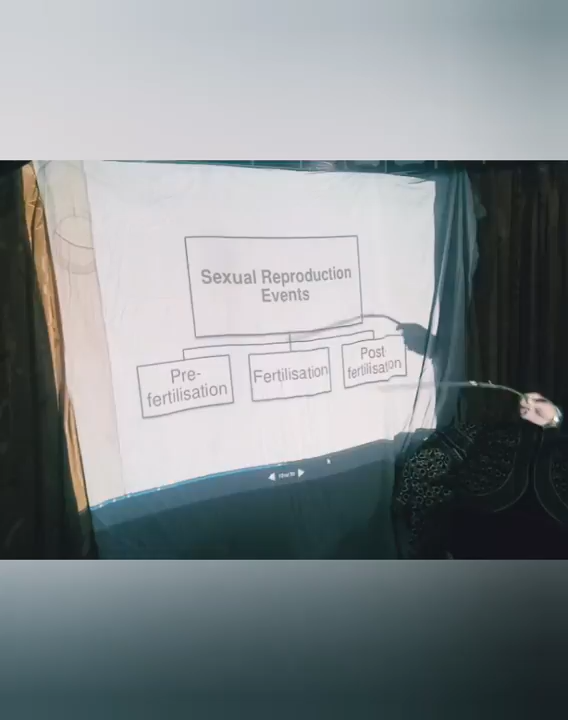 Sexual Reproduction
Events
Pre-
fertilisation
Fertilisation
Post
fertilisation